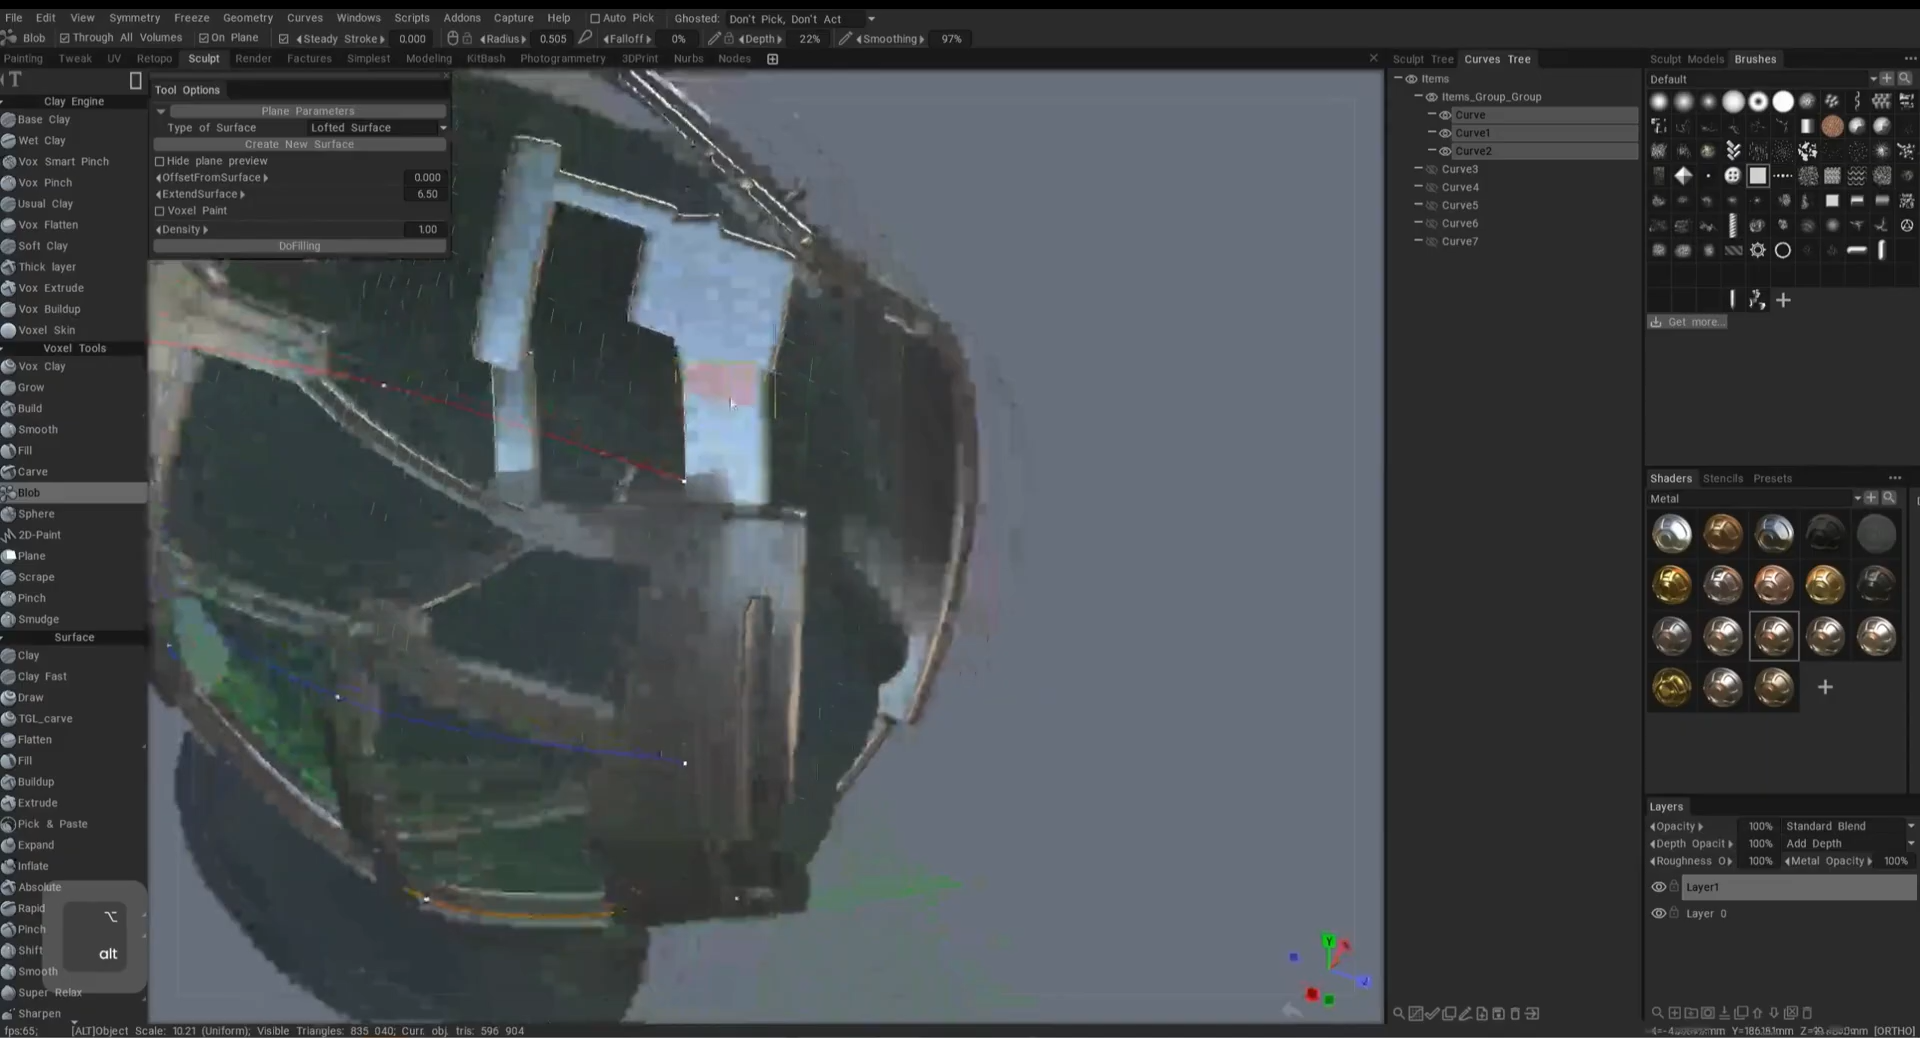 File Edit View Symmetry Freeze Geometry Curves Windows Scripts Addons Capture Help Auto Pick Ghosted: Don't Pick, Don't Act
Blob Through All Volumes On Plane Steady Stroke 0.000 Radius 0.505 Falloff 0% Depth 22% Smoothing 97%
Painting Tweak UV Retopo Sculpt Render Factures Simplest Modeling KitBash Photogrammetry 3DPrint Nurbs Nodes
Sculpt Tree Curves Tree
Sculpt Models Brushes
Default
Get more...
Tool Options
Plane Parameters
Type of Surface Lofted Surface
Create New Surface
Hide plane preview
OffsetFromSurface 0.000
ExtendSurface 6.50
Voxel Paint
Density 1.00
DoFilling
Clay Engine
Base Clay
Wet Clay
Vox Smart Pinch
Vox Pinch
Usual Clay
Vox Flatten
Soft Clay
Thick layer
Vox Extrude
Vox Buildup
Voxel Skin
Voxel Tools
Vox Clay
Grow
Build
Smooth
Fill
Carve
Blob
Sphere
2D-Paint
Plane
Scrape
Pinch
Smudge
Surface
Clay
Clay Fast
Draw
TGL_carve
Flatten
Fill
Buildup
Extrude
Pick & Paste
Expand
Inflate
Absolute
Rapid
Pinch
Shift
Smooth
Super Relax
Sharpen
alt
Items
Items_Group_Group
Curve
Curve1
Curve2
Curve3
Curve4
Curve5
Curve6
Curve7
Shaders Stencils Presets
Metal
Layers
Opacity 100% Standard Blend
Depth Opacit 100% Add Depth
Roughness O 100% Metal Opacity 100%
Layer1
Layer 0
Y
fps:65; [ALT]Object Scale: 10.21 (Uniform); Visible Triangles: 835 040; Curr. obj. tris: 596 904
[ORTHO]